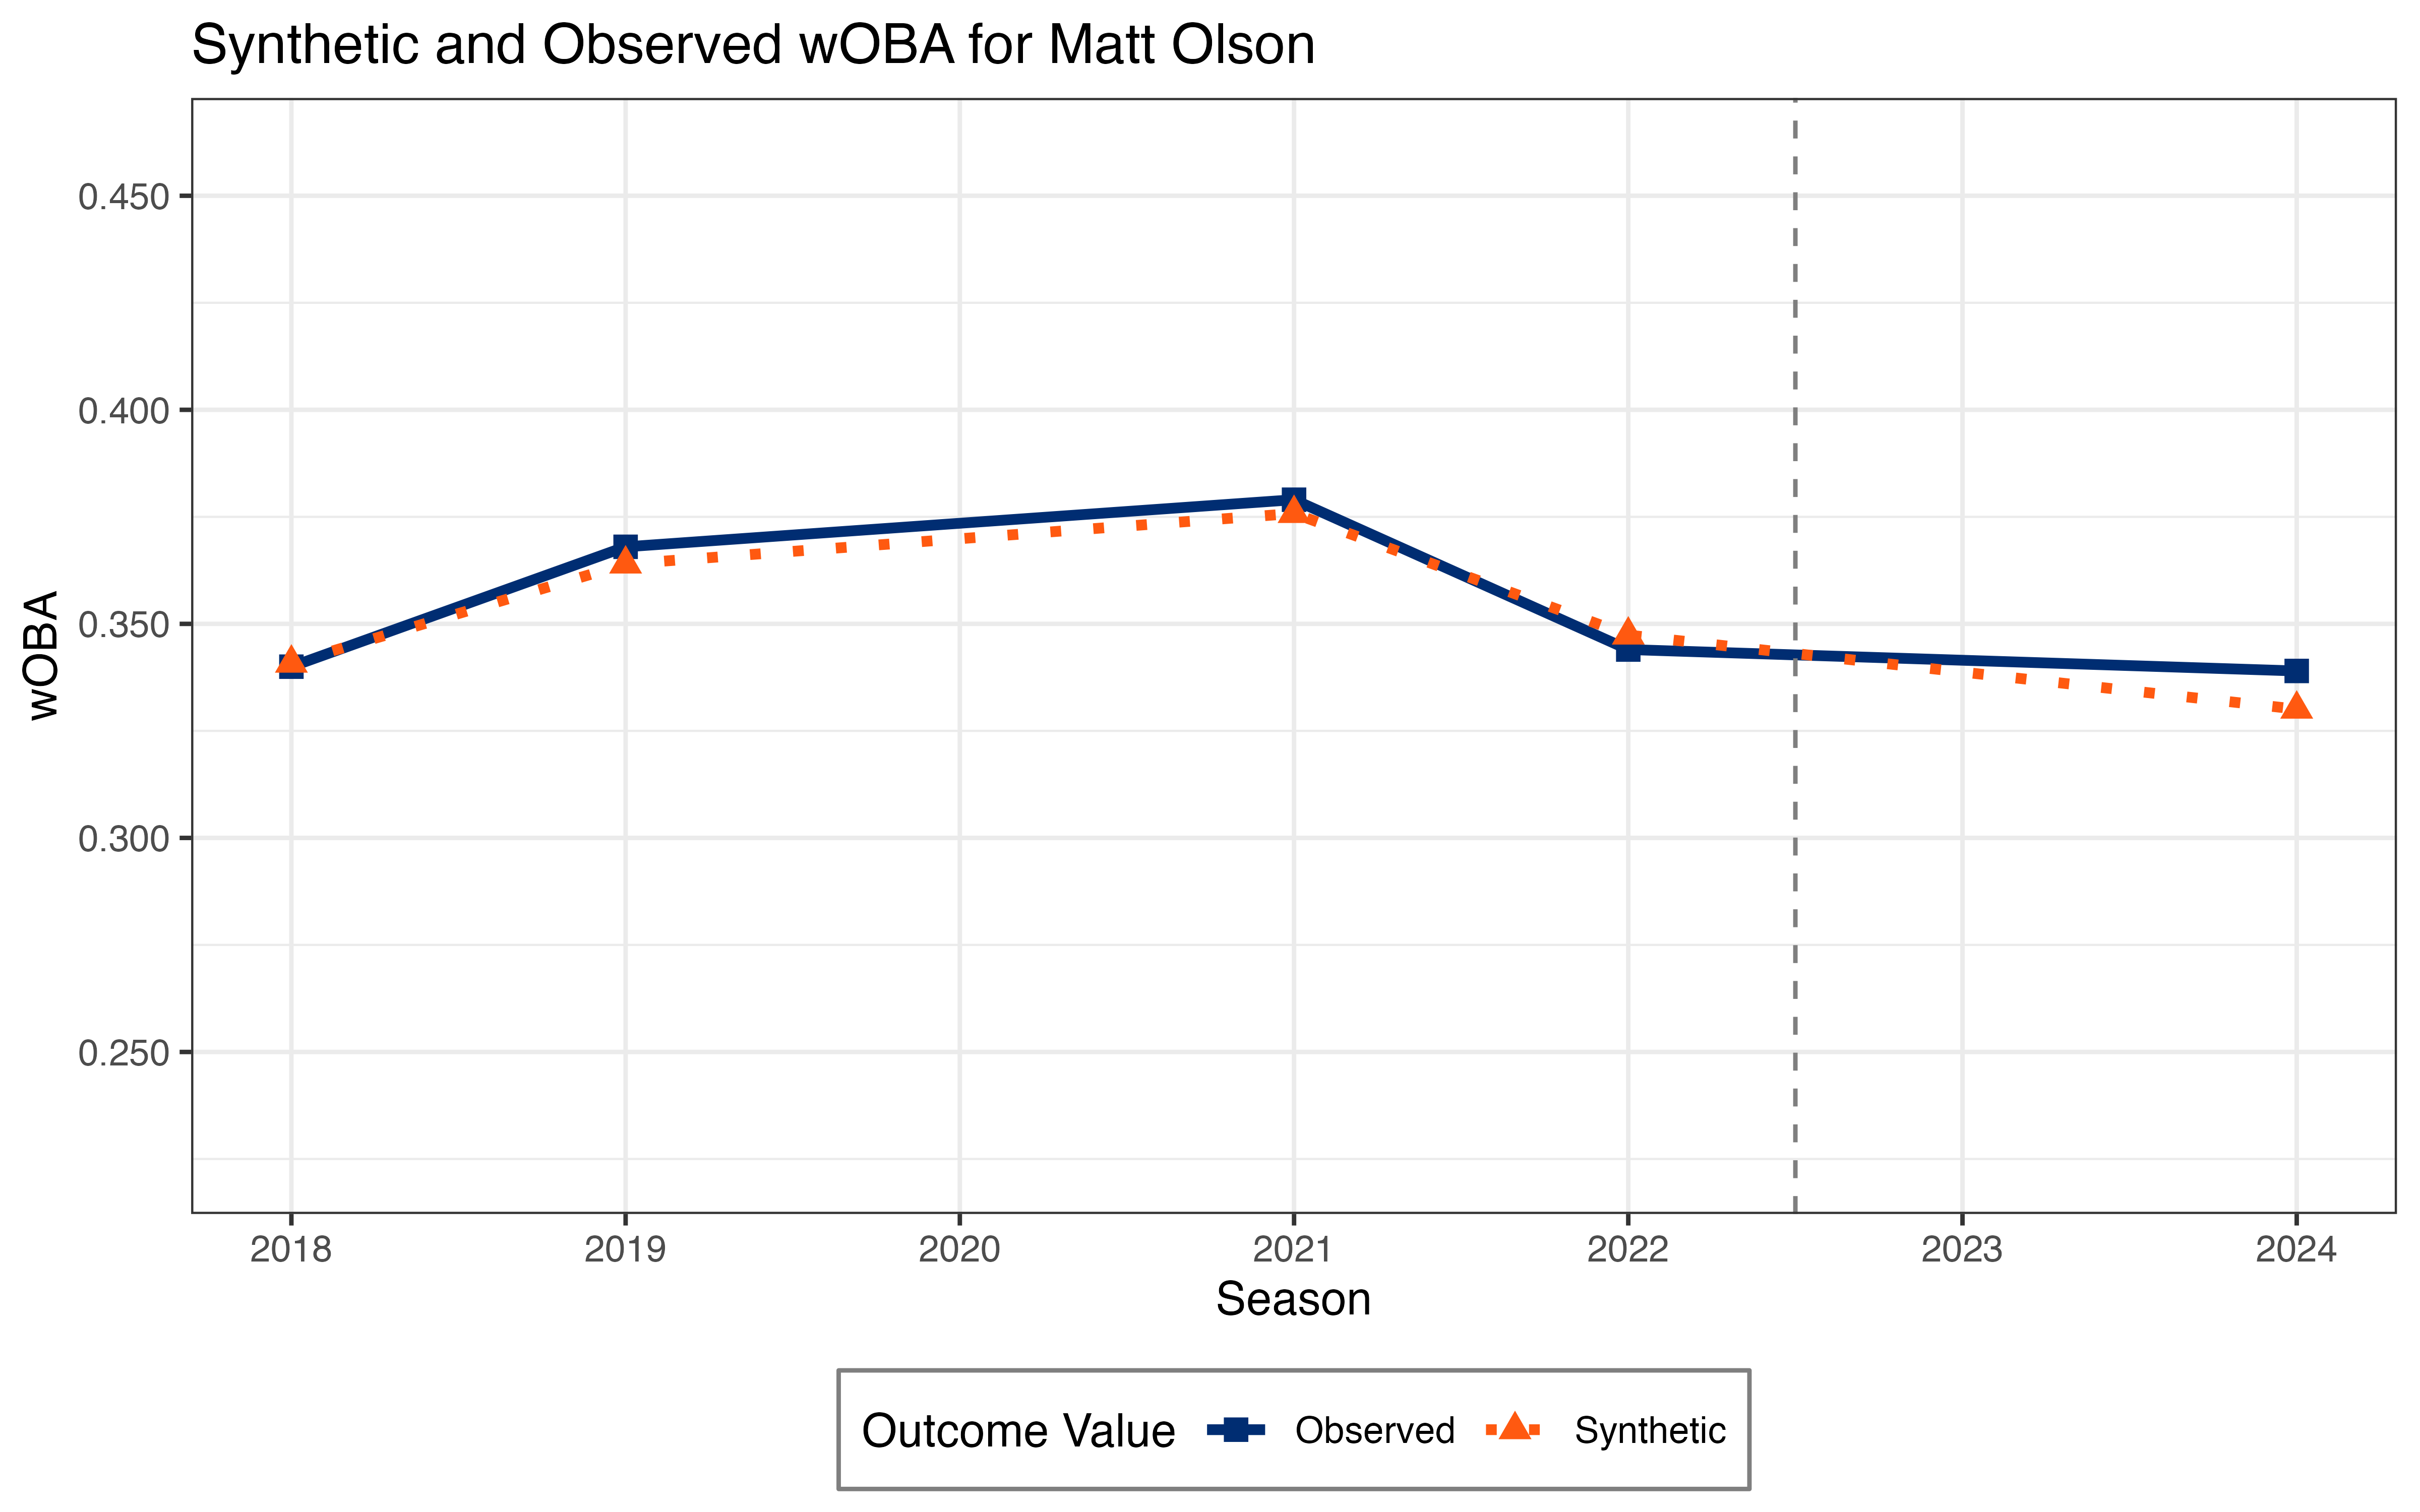 Synthetic and Observed wOBA for Matt Olson
wOBA
0.450
0.400
0.350
0.300
0.250
2018 2019 2020 2021 2022 2023 2024
Season
Outcome Value Observed Synthetic